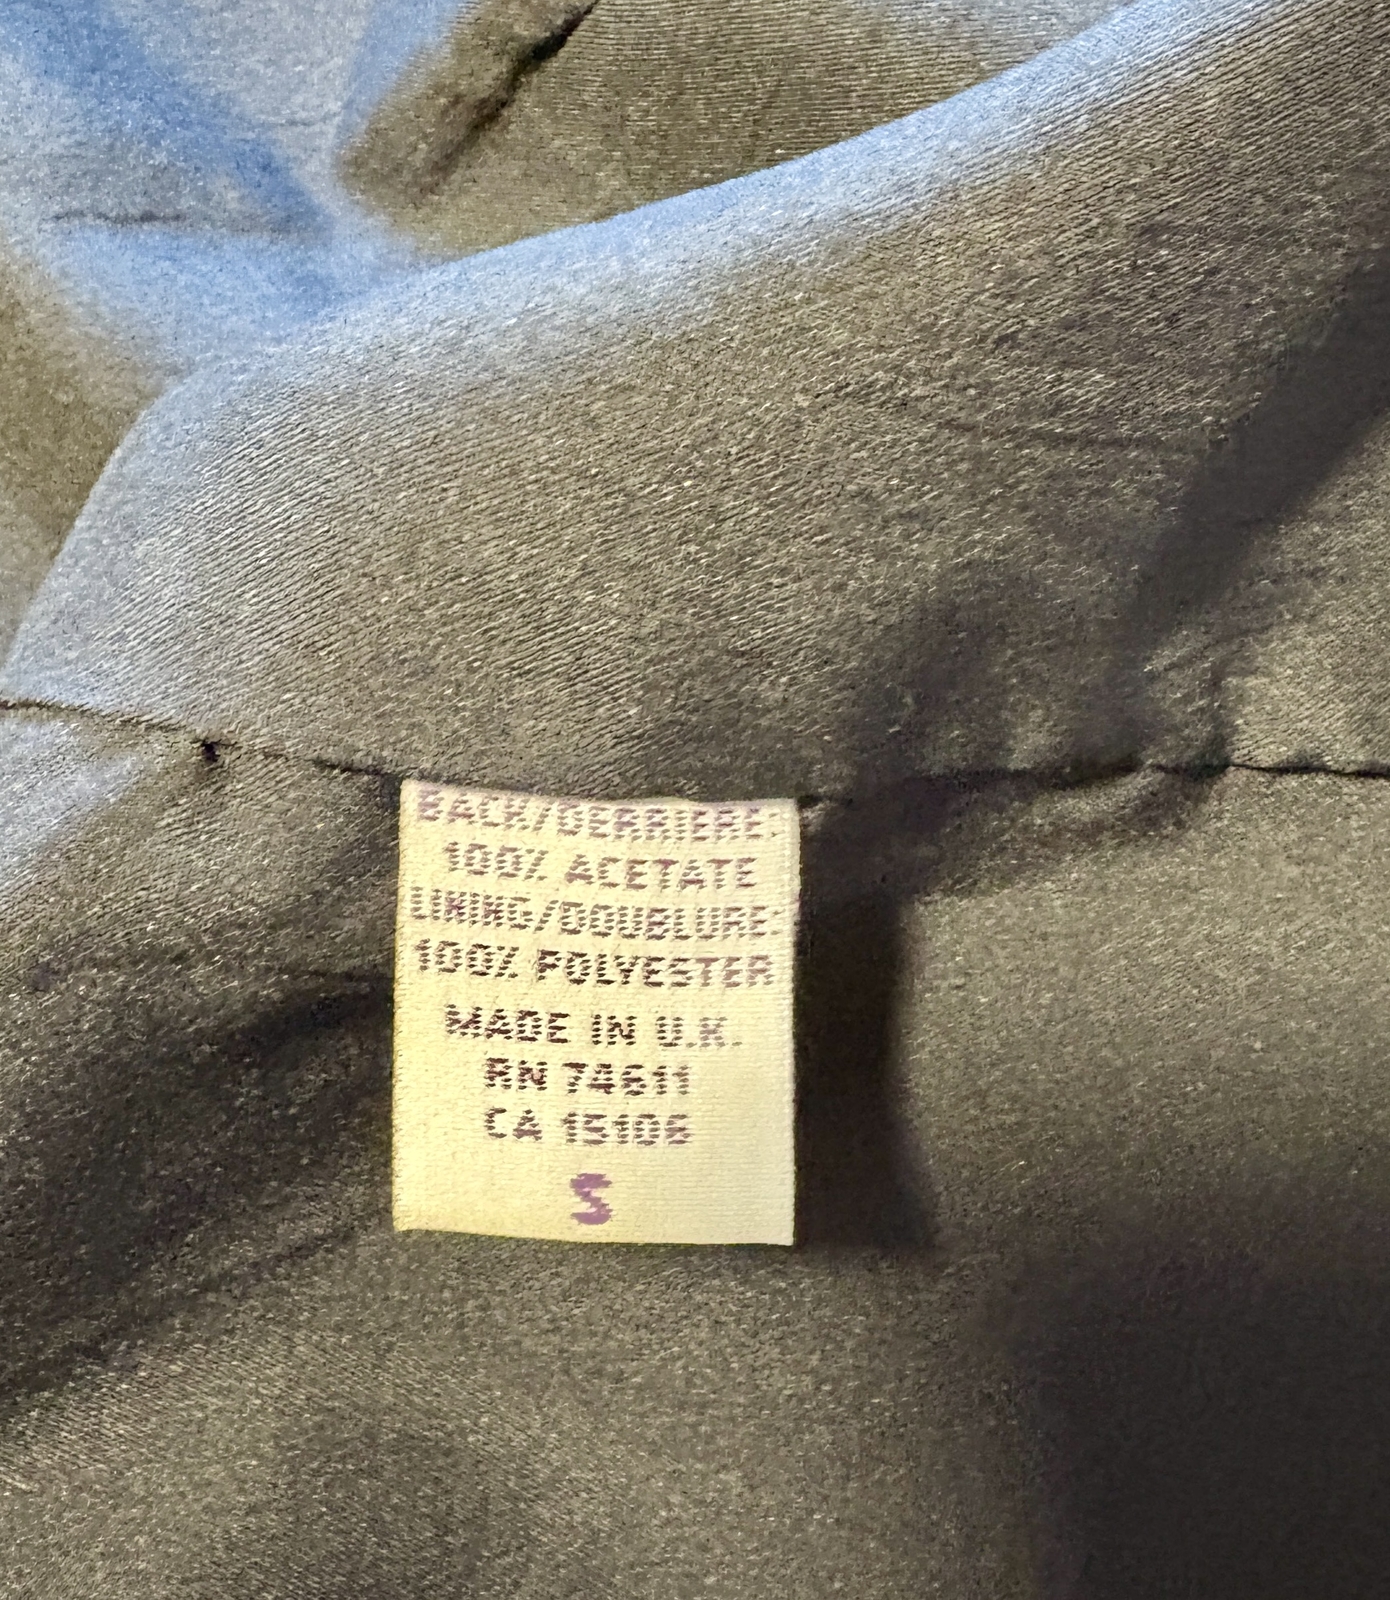 BACK/DERRIERE:
100% ACETATE
LINING/DOUBLURE:
100% POLYESTER
MADE IN U.K.
RN 74611
CA 15106
S